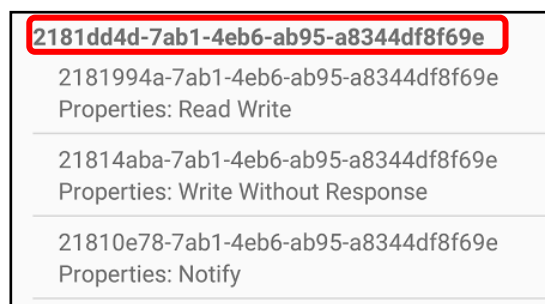 2181dd4d-7ab1-4eb6-ab95-a8344df8f69e
2181994a-7ab1-4eb6-ab95-a8344df8f69e
Properties: Read Write
21814aba-7ab1-4eb6-ab95-a8344df8f69e
Properties: Write Without Response
21810e78-7ab1-4eb6-ab95-a8344df8f69e
Properties: Notify